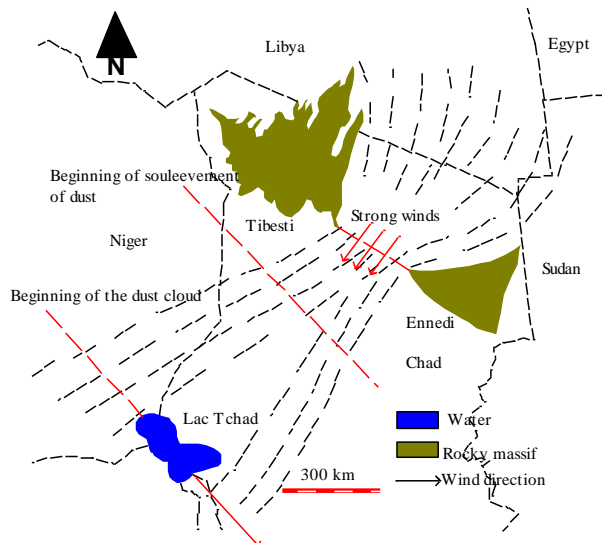 Libya
Egypt
N
Beginning of souleevement
of dust
Strong winds
Tibesti
Niger
Sudan
Beginning of the dust cloud
Ennedi
Chad
Lac Tchad
Water
Rocky massif
Wind direction
300 km